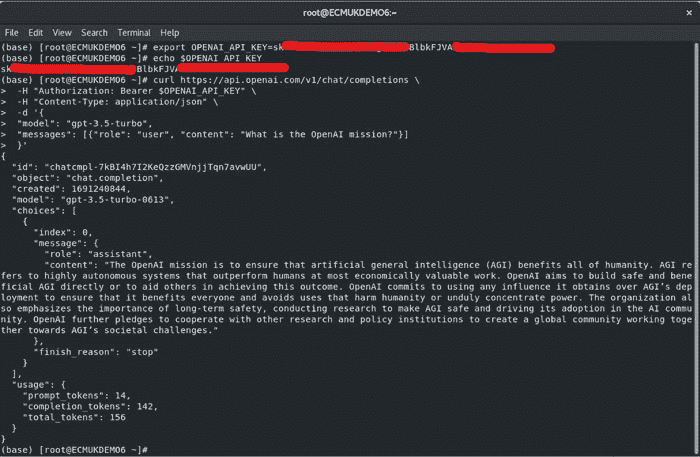 root@ECMUKDEMO6:~
File Edit View Search Terminal Help
(base) [root@ECMUKDEMO6 ~]# export OPENAI_API_KEY=sk BlbkFJVA
(base) [root@ECMUKDEMO6 ~]# echo $OPENAI_API_KEY
sk BlbkFJVA
(base) [root@ECMUKDEMO6 ~]# curl https://api.openai.com/v1/chat/completions \
>  -H "Authorization: Bearer $OPENAI_API_KEY" \
>  -H "Content-Type: application/json" \
>  -d '{
>  "model": "gpt-3.5-turbo",
>  "messages": [{"role": "user", "content": "What is the OpenAI mission?"}]
>  }'
{
  "id": "chatcmpl-7kBI4h7I2KeQzzGMVnjjTqn7avwUU",
  "object": "chat.completion",
  "created": 1691240844,
  "model": "gpt-3.5-turbo-0613",
  "choices": [
    {
      "index": 0,
      "message": {
        "role": "assistant",
        "content": "The OpenAI mission is to ensure that artificial general intelligence (AGI) benefits all of humanity. AGI re
fers to highly autonomous systems that outperform humans at most economically valuable work. OpenAI aims to build safe and bene
ficial AGI directly or to aid others in achieving this outcome. OpenAI commits to using any influence it obtains over AGI's dep
loyment to ensure that it benefits everyone and avoids uses that harm humanity or unduly concentrate power. The organization al
so emphasizes the importance of long-term safety, conducting research to make AGI safe and driving its adoption in the AI commu
nity. OpenAI further pledges to cooperate with other research and policy institutions to create a global community working toge
ther towards AGI's societal challenges."
      },
      "finish_reason": "stop"
    }
  ],
  "usage": {
    "prompt_tokens": 14,
    "completion_tokens": 142,
    "total_tokens": 156
  }
}
(base) [root@ECMUKDEMO6 ~]#